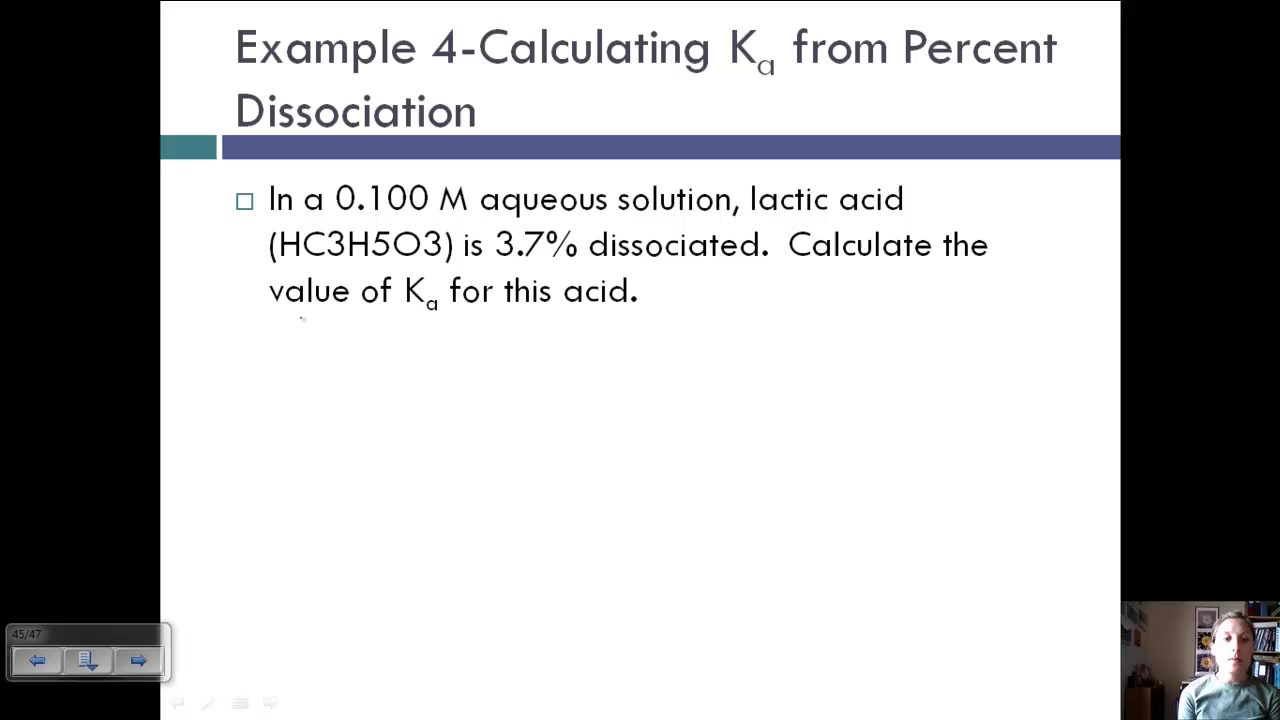 Example 4-Calculating Ka from Percent
Dissociation
In a 0.100 M aqueous solution, lactic acid
(HC3H5O3) is 3.7% dissociated.  Calculate the
value of Ka for this acid.
45/47